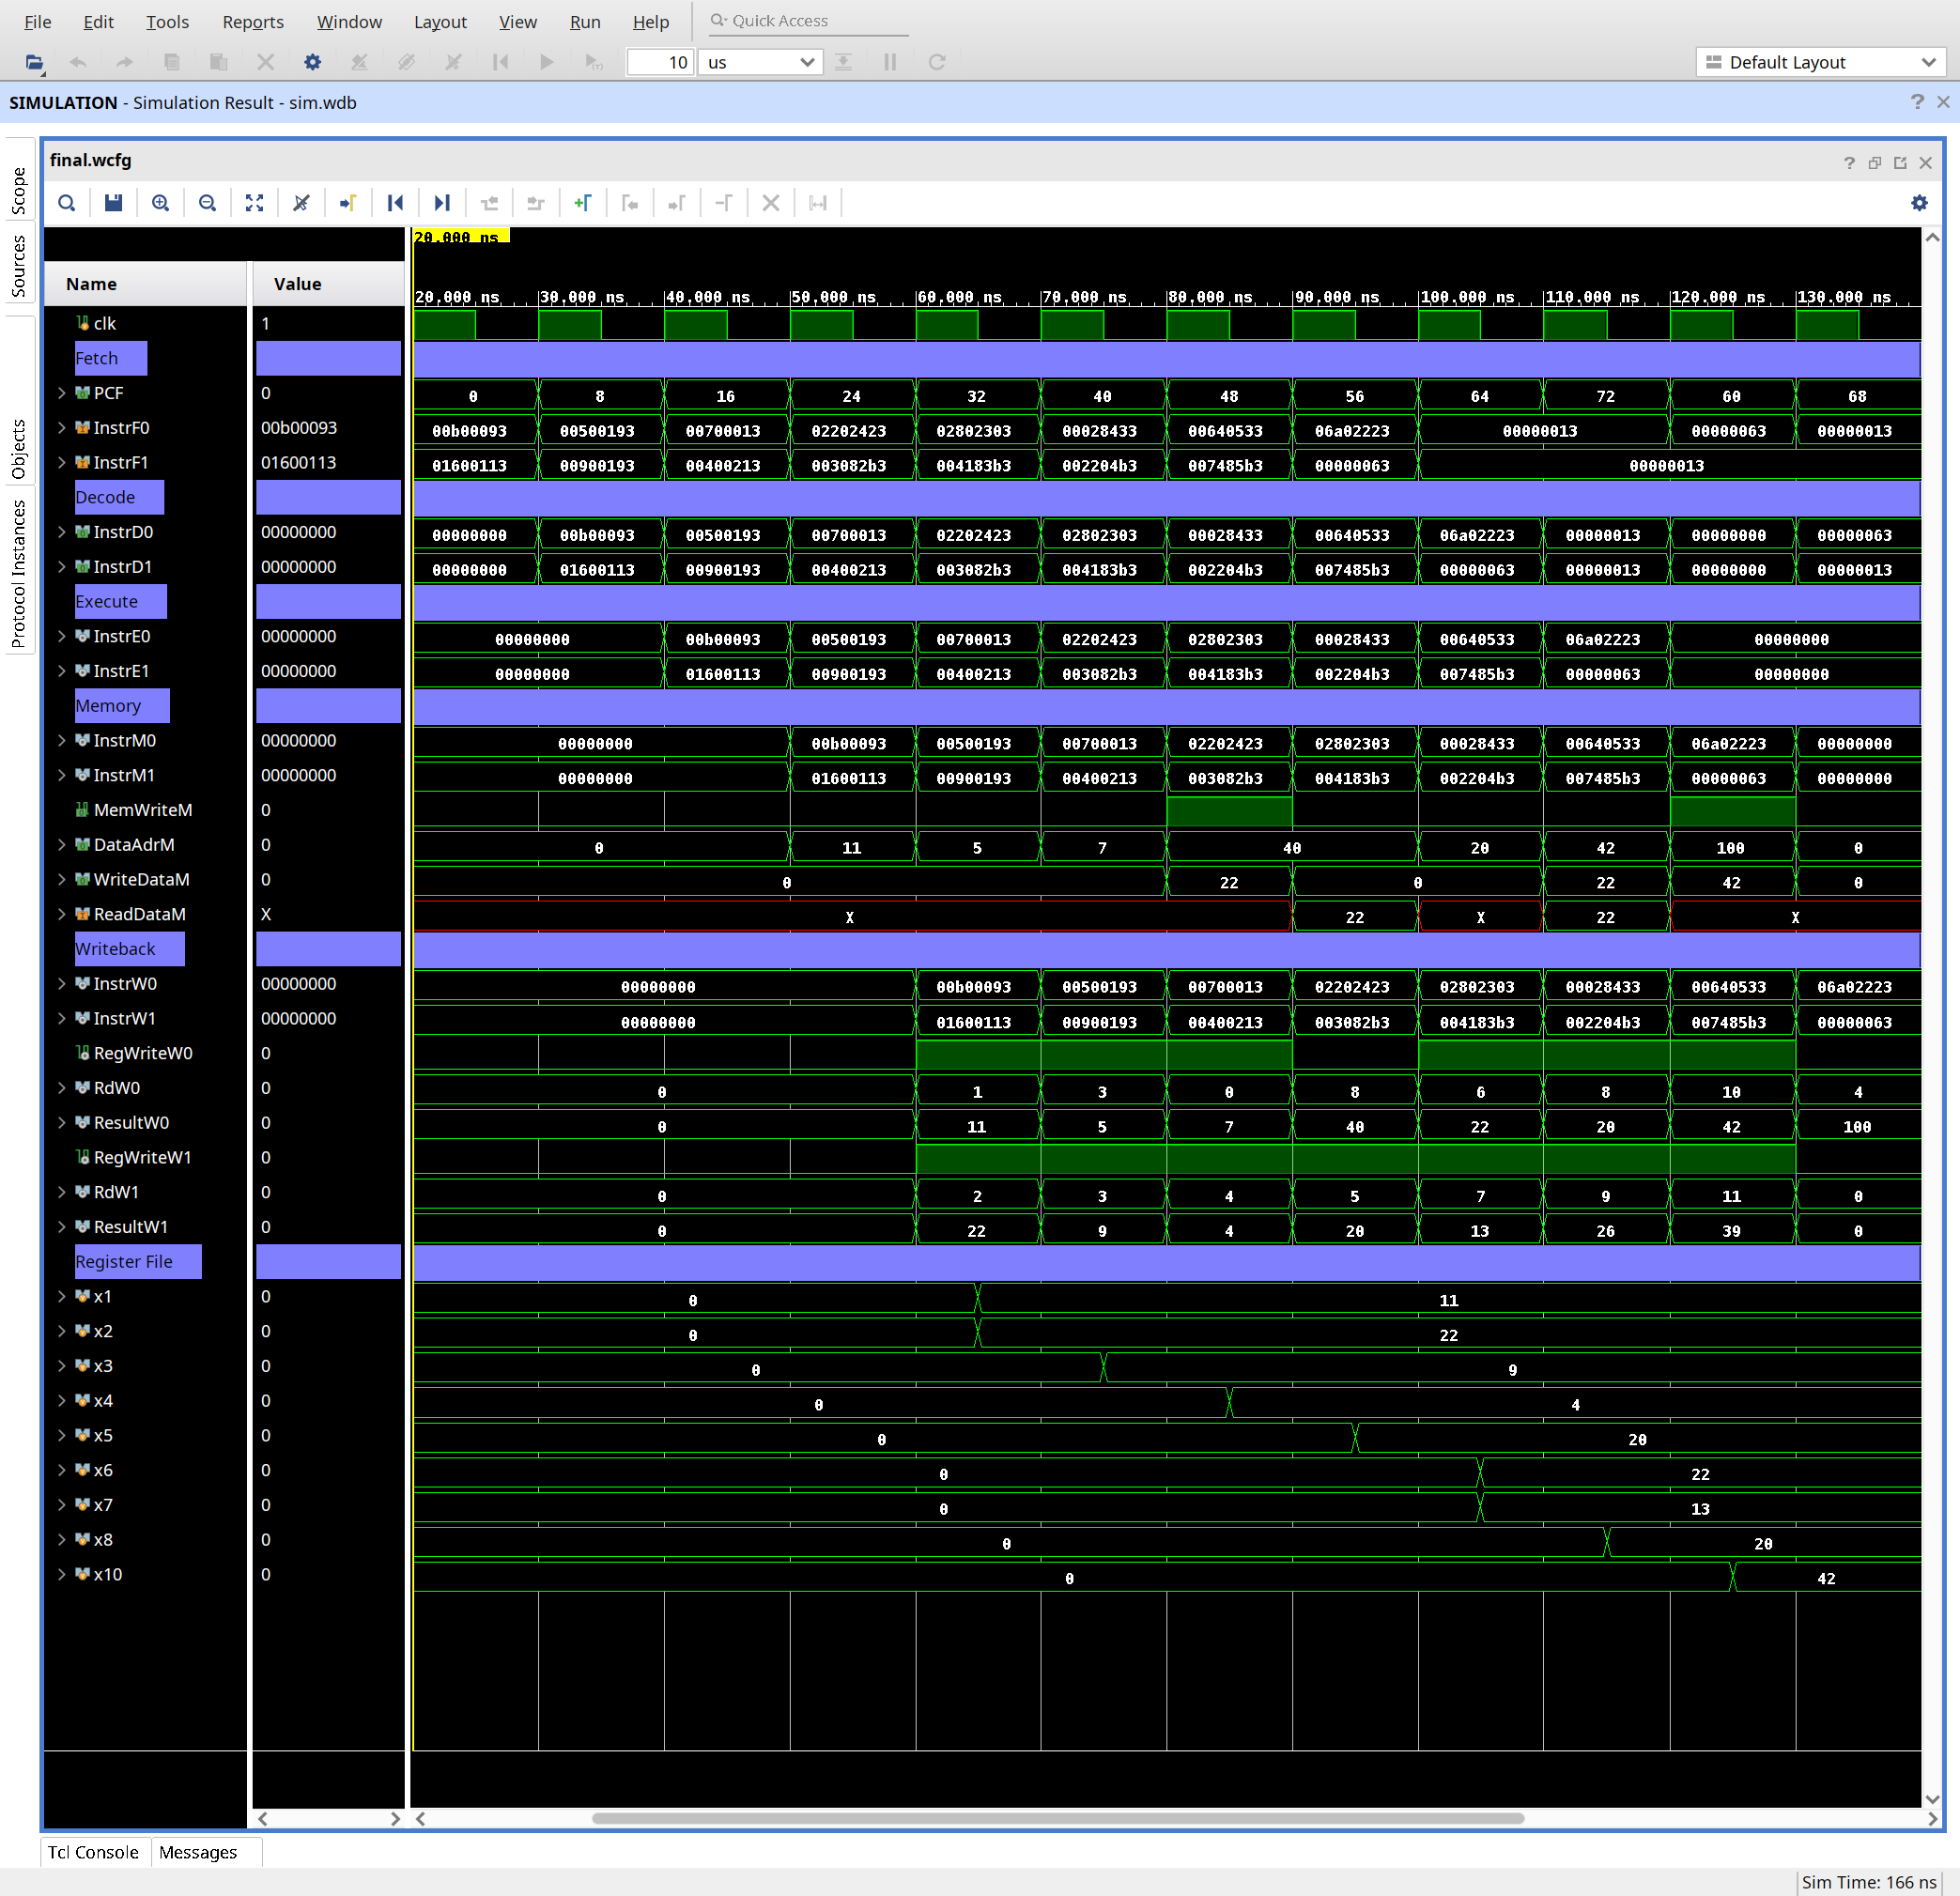 File Edit Tools Reports Window Layout View Run Help Quick Access
10 us Default Layout
SIMULATION - Simulation Result - sim.wdb
Scope
Sources
Objects
Protocol Instances
final.wcfg
20.000 ns
Name Value 20.000 ns 30.000 ns 40.000 ns 50.000 ns 60.000 ns 70.000 ns 80.000 ns 90.000 ns 100.000 ns 110.000 ns 120.000 ns 130.000 ns
clk 1
Fetch
PCF 0 0 8 16 24 32 40 48 56 64 72 60 68
InstrF0 00b00093 00b00093 00500193 00700013 02202423 02802303 00028433 00640533 06a02223 00000013 00000063 00000013
InstrF1 01600113 01600113 00900193 00400213 003082b3 004183b3 002204b3 007485b3 00000063 00000013
Decode
InstrD0 00000000 00000000 00b00093 00500193 00700013 02202423 02802303 00028433 00640533 06a02223 00000013 00000000 00000063
InstrD1 00000000 00000000 01600113 00900193 00400213 003082b3 004183b3 002204b3 007485b3 00000063 00000013 00000000 00000013
Execute
InstrE0 00000000 00000000 00b00093 00500193 00700013 02202423 02802303 00028433 00640533 06a02223 00000000
InstrE1 00000000 00000000 01600113 00900193 00400213 003082b3 004183b3 002204b3 007485b3 00000063 00000000
Memory
InstrM0 00000000 00000000 00b00093 00500193 00700013 02202423 02802303 00028433 00640533 06a02223 00000000
InstrM1 00000000 00000000 01600113 00900193 00400213 003082b3 004183b3 002204b3 007485b3 00000063 00000000
MemWriteM 0
DataAdrM 0 0 11 5 7 40 20 42 100 0
WriteDataM 0 0 22 0 22 42 0
ReadDataM X X 22 X 22 X
Writeback
InstrW0 00000000 00000000 00b00093 00500193 00700013 02202423 02802303 00028433 00640533 06a02223
InstrW1 00000000 00000000 01600113 00900193 00400213 003082b3 004183b3 002204b3 007485b3 00000063
RegWriteW0 0
RdW0 0 0 1 3 0 8 6 8 10 4
ResultW0 0 0 11 5 7 40 22 20 42 100
RegWriteW1 0
RdW1 0 0 2 3 4 5 7 9 11 0
ResultW1 0 0 22 9 4 20 13 26 39 0
Register File
x1 0 0 11
x2 0 0 22
x3 0 0 9
x4 0 0 4
x5 0 0 20
x6 0 0 22
x7 0 0 13
x8 0 0 20
x10 0 0 42
Tcl Console Messages
Sim Time: 166 ns